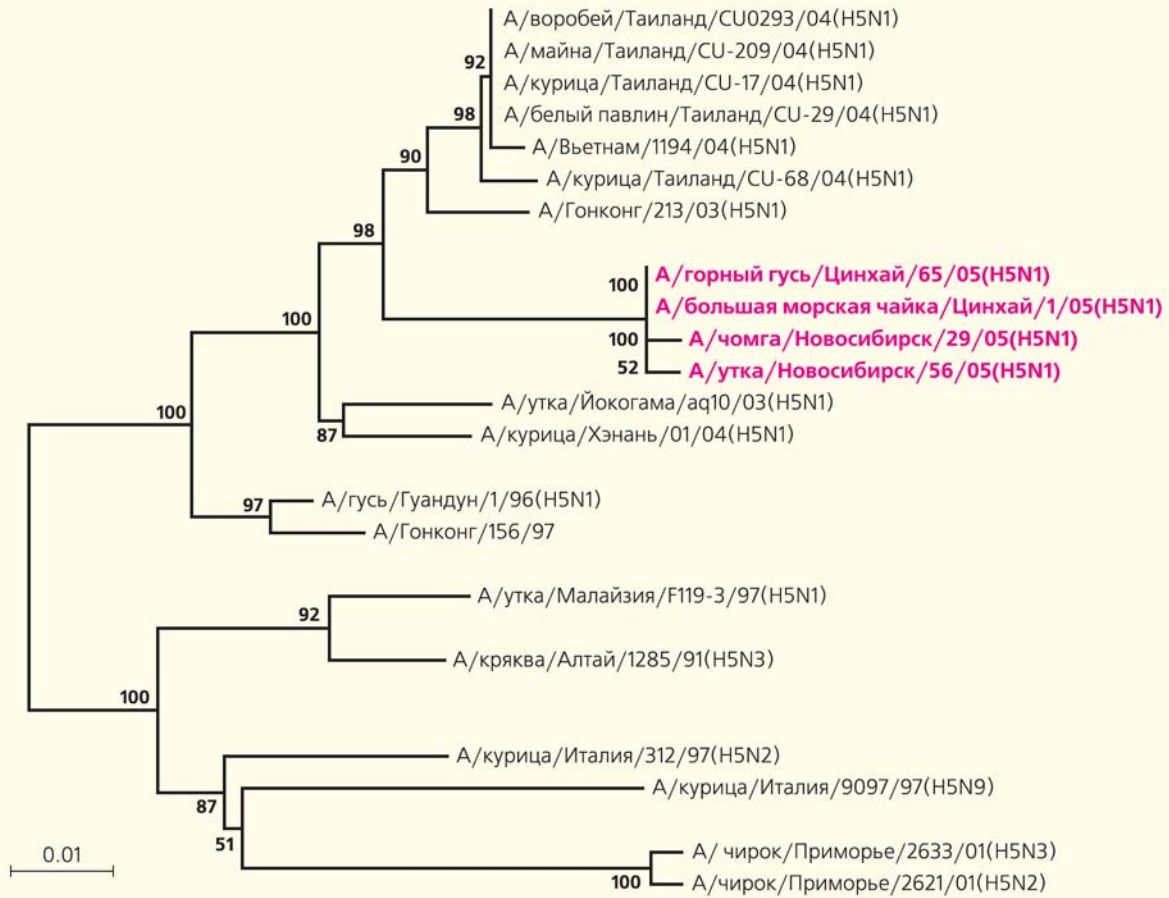 А/воробей/Таиланд/CU0293/04(H5N1)
А/майна/Таиланд/CU-209/04(H5N1)
92
А/курица/Таиланд/CU-17/04(H5N1)
98
А/белый павлин/Таиланд/CU-29/04(H5N1)
А/Вьетнам/1194/04(H5N1)
90
А/курица/Таиланд/CU-68/04(H5N1)
А/Гонконг/213/03(H5N1)
98
А/горный гусь/Цинхай/65/05(H5N1)
100
А/большая морская чайка/Цинхай/1/05(H5N1)
100
100
А/чомга/Новосибирск/29/05(H5N1)
52
А/утка/Новосибирск/56/05(H5N1)
А/утка/Йокогама/aq10/03(H5N1)
100
87
А/курица/Хэнань/01/04(H5N1)
97
А/гусь/Гуандун/1/96(H5N1)
А/Гонконг/156/97
А/утка/Малайзия/F119-3/97(H5N1)
92
А/кряква/Алтай/1285/91(H5N3)
100
А/курица/Италия/312/97(H5N2)
А/курица/Италия/9097/97(H5N9)
87
51
0.01
А/ чирок/Приморье/2633/01(H5N3)
100
А/чирок/Приморье/2621/01(H5N2)